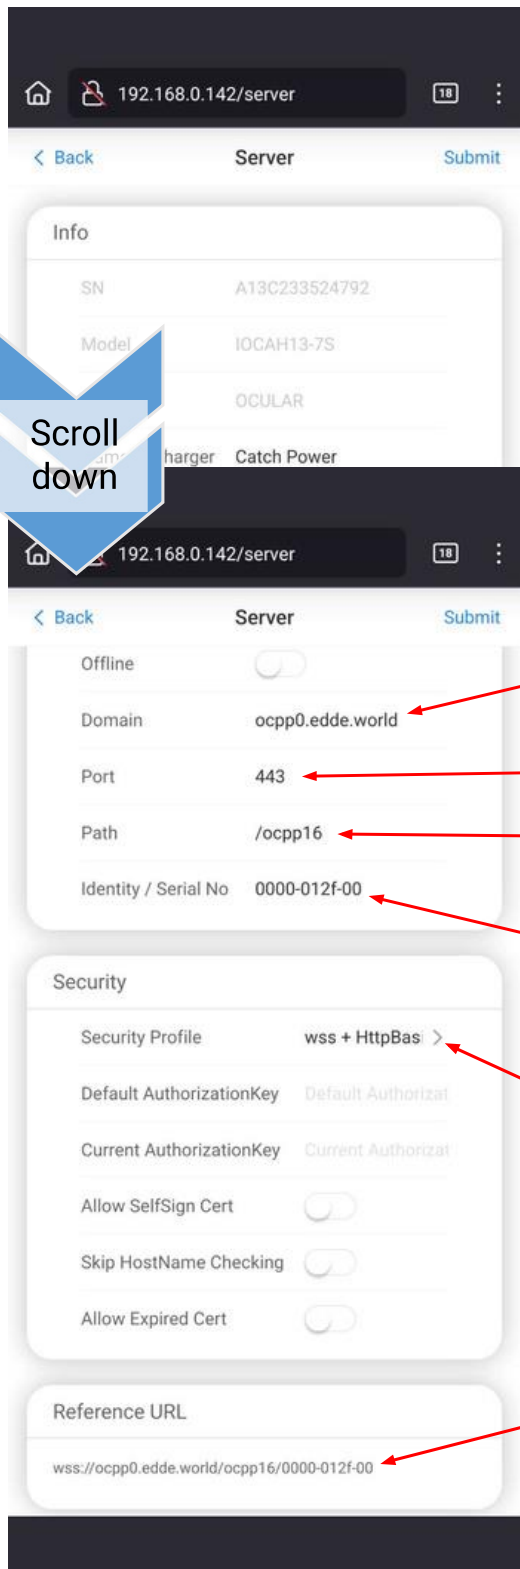 192.168.0.142/server 18
Back Server Submit
Info
SN A13C233524792
Model IOCAH13-7S
OCULAR
Scroll
down
harger Catch Power
192.168.0.142/server 18
Back Server Submit
Offline
Domain ocpp0.edde.world
Port 443
Path /ocpp16
Identity / Serial No 0000-012f-00
Security
Security Profile wss + HttpBas
Default AuthorizationKey Default Authorizat
Current AuthorizationKey Current Authorizat
Allow SelfSign Cert
Skip HostName Checking
Allow Expired Cert
Reference URL
wss://ocpp0.edde.world/ocpp16/0000-012f-00